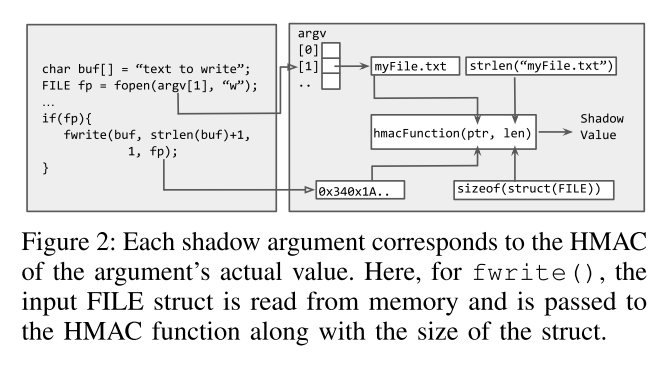 char buf[] = “text to write”;
FILE fp = fopen(argv[1], “w”);
…
if(fp){
fwrite(buf, strlen(buf)+1,
1, fp);
}
argv
[0]
[1]
..
myFile.txt
strlen(“myFile.txt”)
hmacFunction(ptr, len)
Shadow
Value
0x340x1A..
sizeof(struct(FILE))
Figure 2: Each shadow argument corresponds to the HMAC
of the argument’s actual value. Here, for fwrite(), the
input FILE struct is read from memory and is passed to
the HMAC function along with the size of the struct.